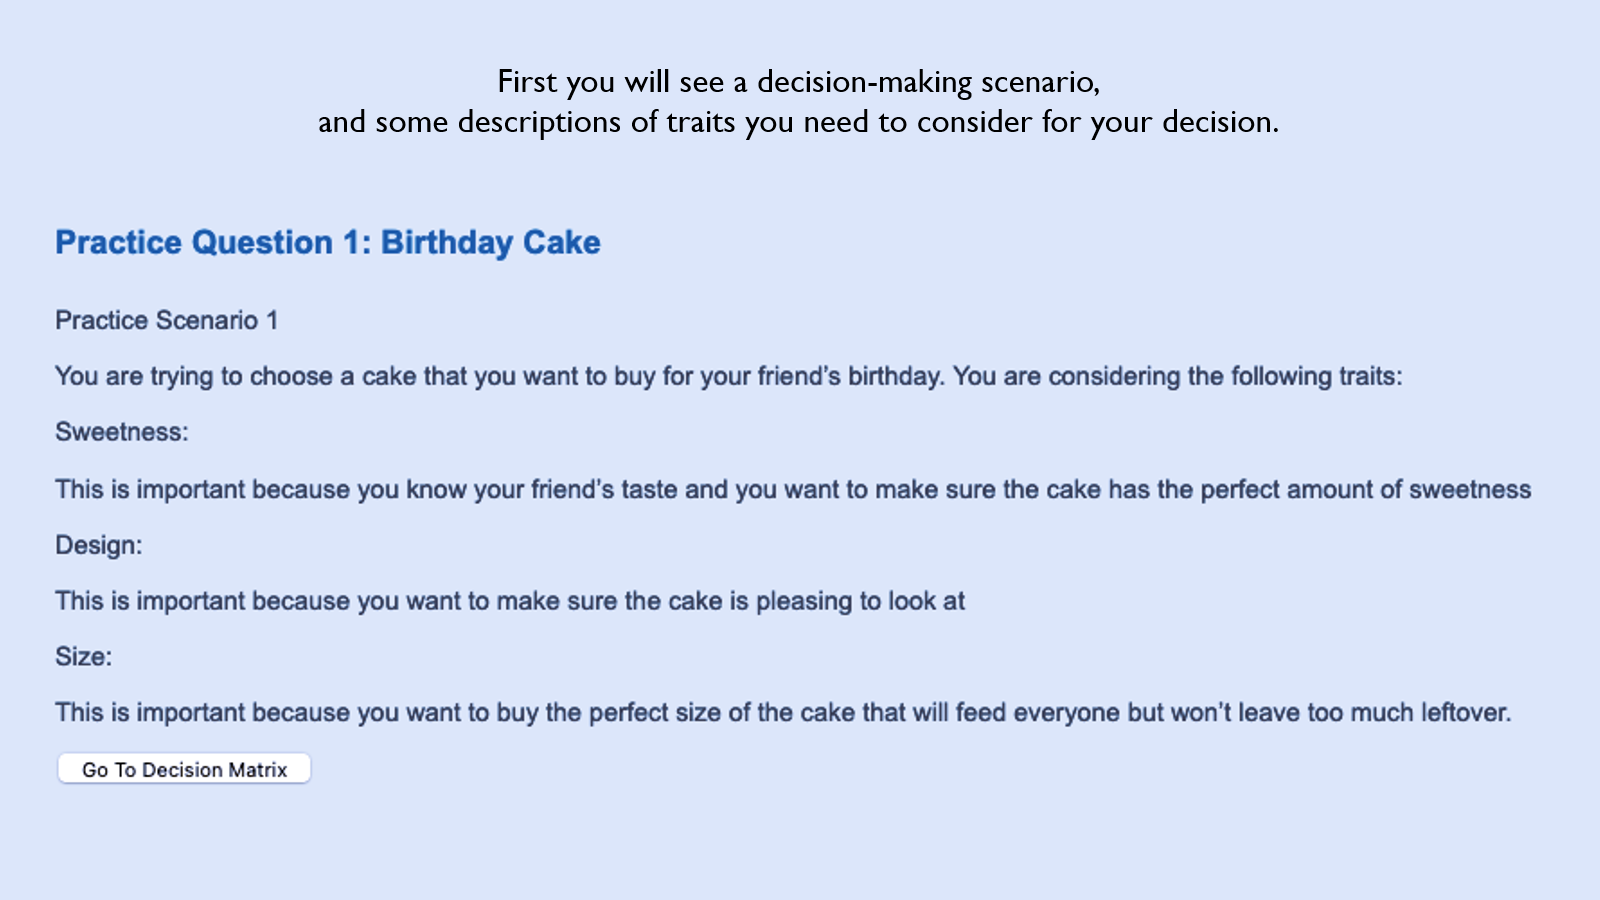 First you will see a decision-making scenario,
and some descriptions of traits you need to consider for your decision.
Practice Question 1: Birthday Cake
Practice Scenario 1
You are trying to choose a cake that you want to buy for your friend’s birthday. You are considering the following traits:
Sweetness:
This is important because you know your friend’s taste and you want to make sure the cake has the perfect amount of sweetness
Design:
This is important because you want to make sure the cake is pleasing to look at
Size:
This is important because you want to buy the perfect size of the cake that will feed everyone but won’t leave too much leftover.
Go To Decision Matrix